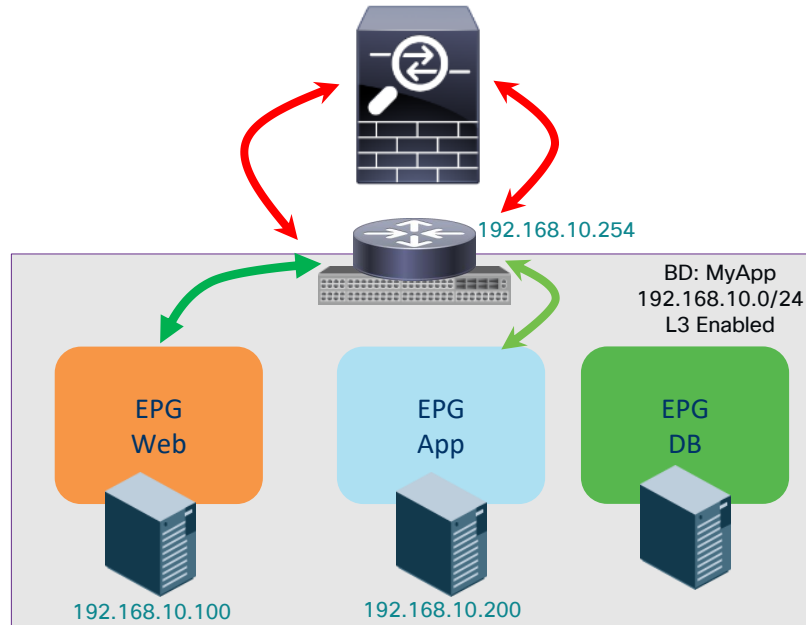 192.168.10.254
BD: MyApp
192.168.10.0/24
L3 Enabled
EPG
Web
EPG
App
EPG
DB
192.168.10.100
192.168.10.200